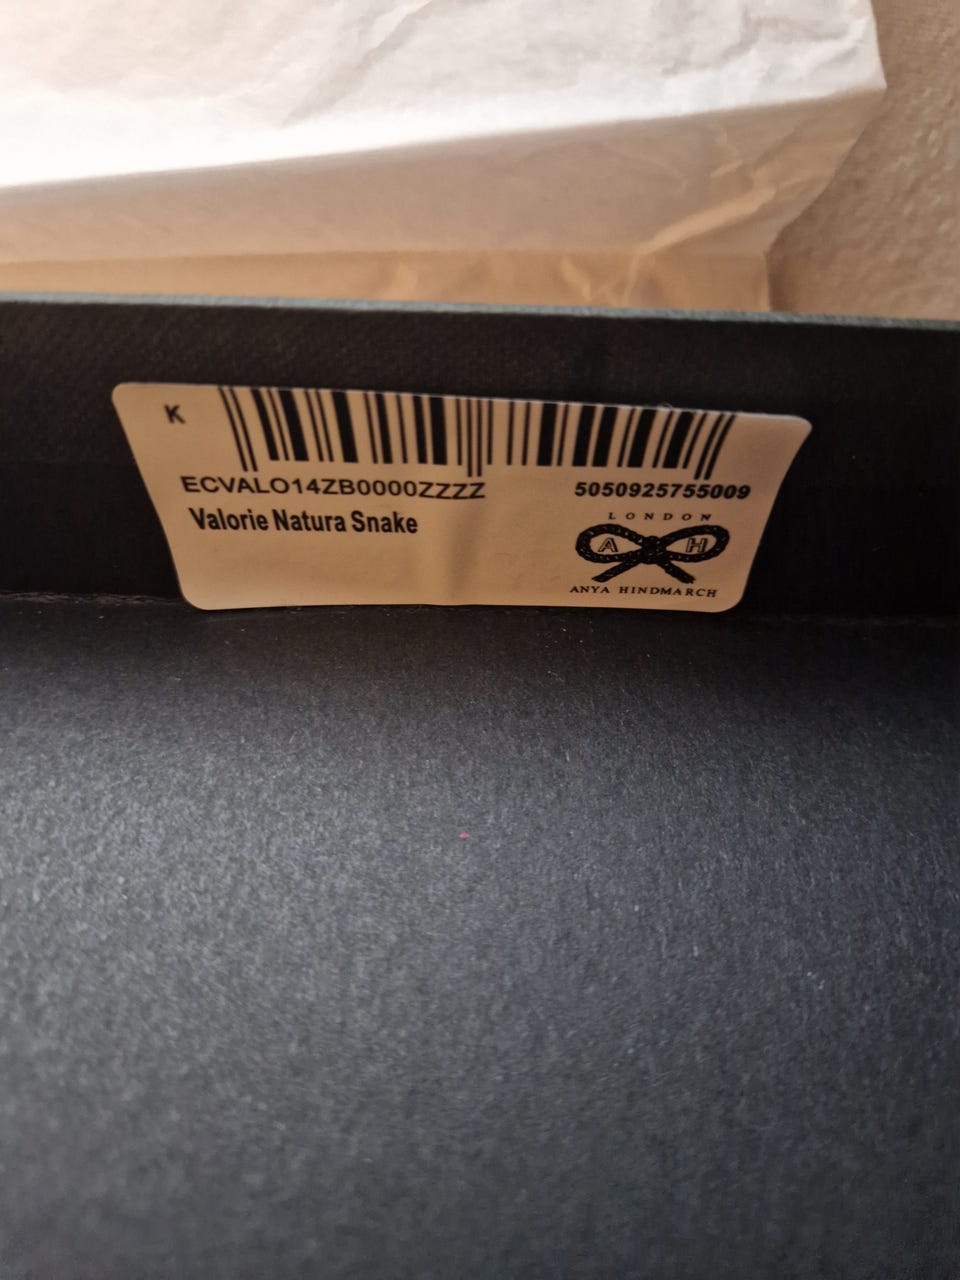 K
ECVALO14ZB0000ZZZZ
5050925755009
Valorie Natura Snake
LONDON
A H
ANYA HINDMARCH